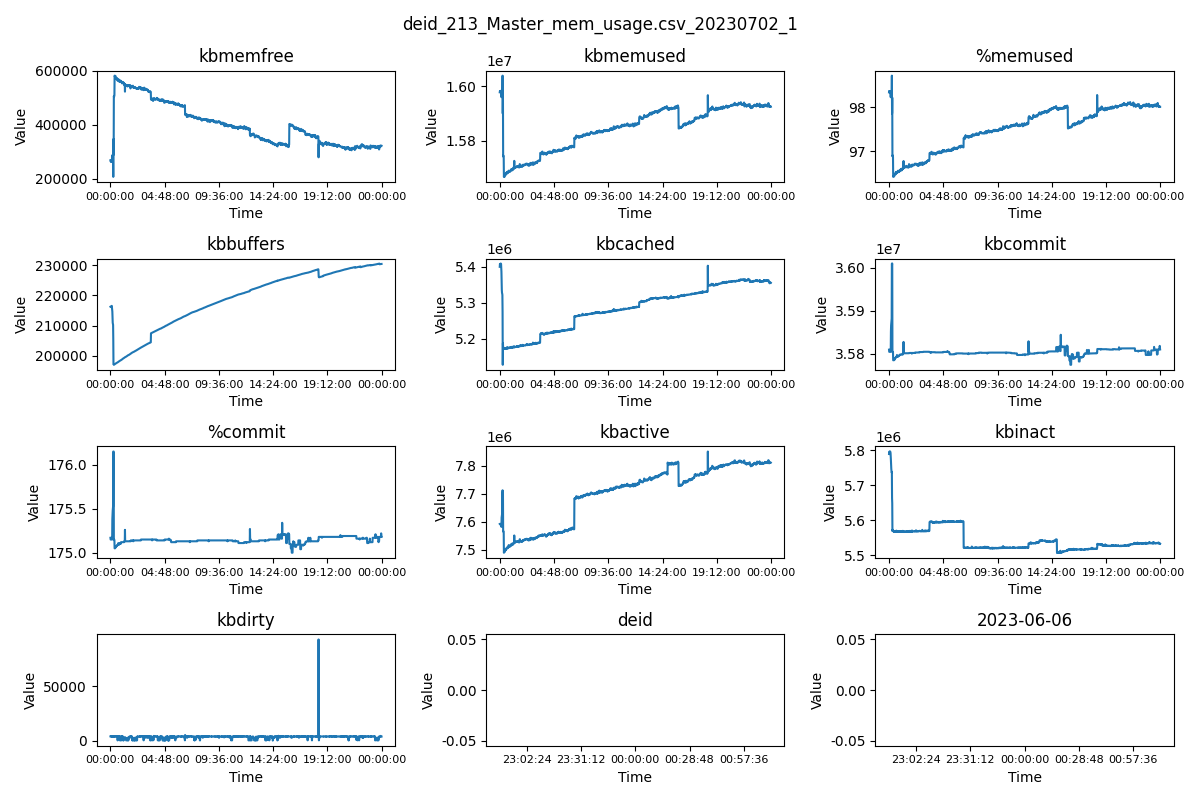 deid_213_Master_mem_usage.csv_20230702_1
kbmemfree
kbmemused
%memused
1e7
600000
400000
200000
Value
00:00:00 04:48:00 09:36:00 14:24:00 19:12:00 00:00:00
Time
1.60
1.58
Value
00:00:00 04:48:00 09:36:00 14:24:00 19:12:00 00:00:00
Time
98
97
Value
00:00:00 04:48:00 09:36:00 14:24:00 19:12:00 00:00:00
Time
kbbuffers
230000
220000
210000
200000
Value
00:00:00 04:48:00 09:36:00 14:24:00 19:12:00 00:00:00
Time
kbcached
1e6
5.4
5.3
5.2
Value
00:00:00 04:48:00 09:36:00 14:24:00 19:12:00 00:00:00
Time
kbcommit
1e7
3.60
3.59
3.58
Value
00:00:00 04:48:00 09:36:00 14:24:00 19:12:00 00:00:00
Time
%commit
176.0
175.5
175.0
Value
00:00:00 04:48:00 09:36:00 14:24:00 19:12:00 00:00:00
Time
kbactive
1e6
7.8
7.7
7.6
7.5
Value
00:00:00 04:48:00 09:36:00 14:24:00 19:12:00 00:00:00
Time
kbinact
1e6
5.8
5.7
5.6
5.5
Value
00:00:00 04:48:00 09:36:00 14:24:00 19:12:00 00:00:00
Time
kbdirty
50000
0
Value
00:00:00 04:48:00 09:36:00 14:24:00 19:12:00 00:00:00
Time
deid
0.05
0.00
-0.05
Value
23:02:24 23:31:12 00:00:00 00:28:48 00:57:36
Time
2023-06-06
0.05
0.00
-0.05
Value
23:02:24 23:31:12 00:00:00 00:28:48 00:57:36
Time